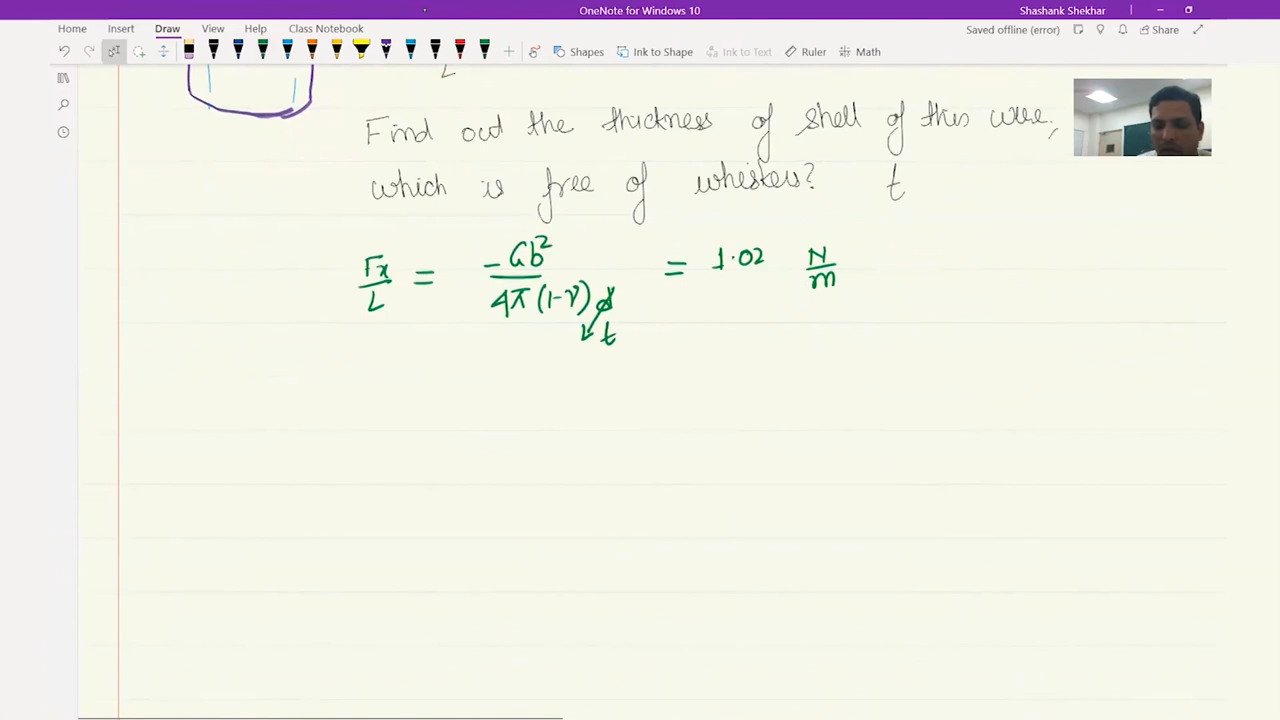 OneNote for Windows 10
Shashank Shekhar
Home Insert Draw View Help Class Notebook
Saved offline (error) Share
Shapes Ink to Shape Ink to Text Ruler Math
L
Find out the thickness of shell of this wire,
which is free of whiskers? t
Fx/L = -Gb²/4π(1-ν)d = 1.02 N/m
t